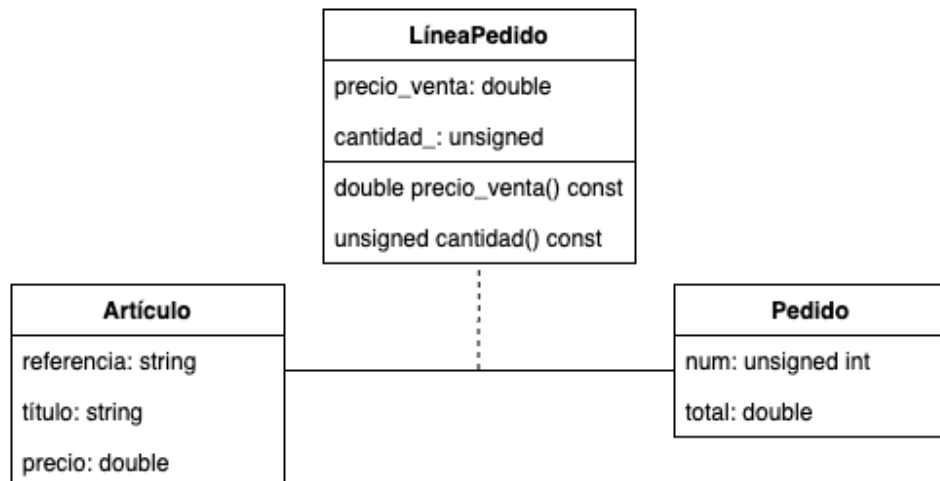 LíneaPedido
precio_venta: double
cantidad_: unsigned
double precio_venta() const
unsigned cantidad() const
Artículo
referencia: string
título: string
precio: double
Pedido
num: unsigned int
total: double